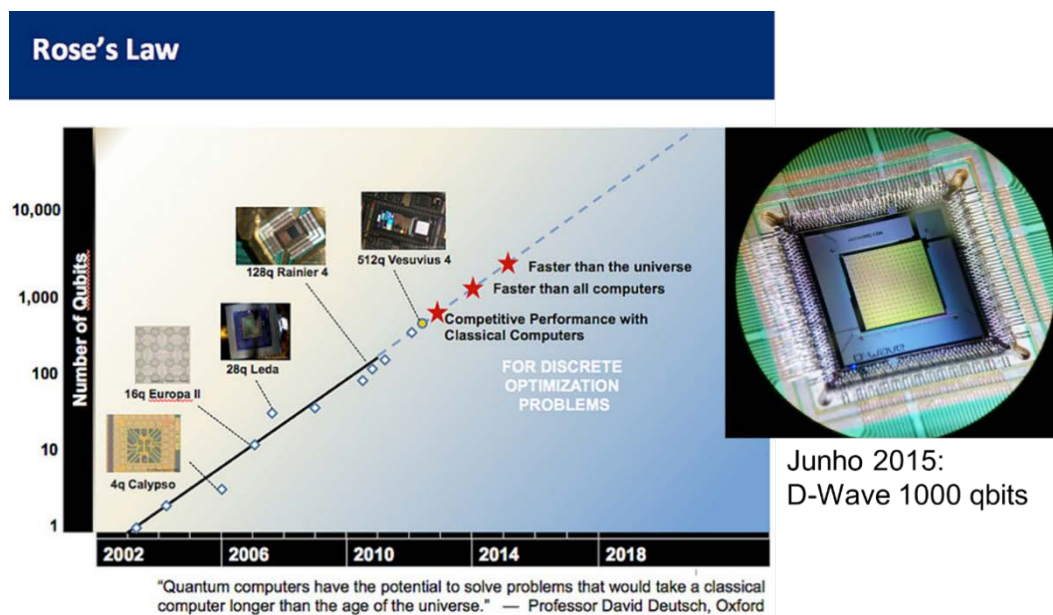 Rose's Law
Number of Qubits
10,000
1,000
100
10
1
512q Vesuvius 4
128q Rainier 4
28q Leda
16q Europa II
4q Calypso
Faster than the universe
Faster than all computers
Competitive Performance with
Classical Computers
FOR DISCRETE
OPTIMIZATION
PROBLEMS
2002
2006
2010
2014
2018
"Quantum computers have the potential to solve problems that would take a classical
computer longer than the age of the universe." — Professor David Deutsch, Oxford
D-Wave
Junho 2015:
D-Wave 1000 qbits